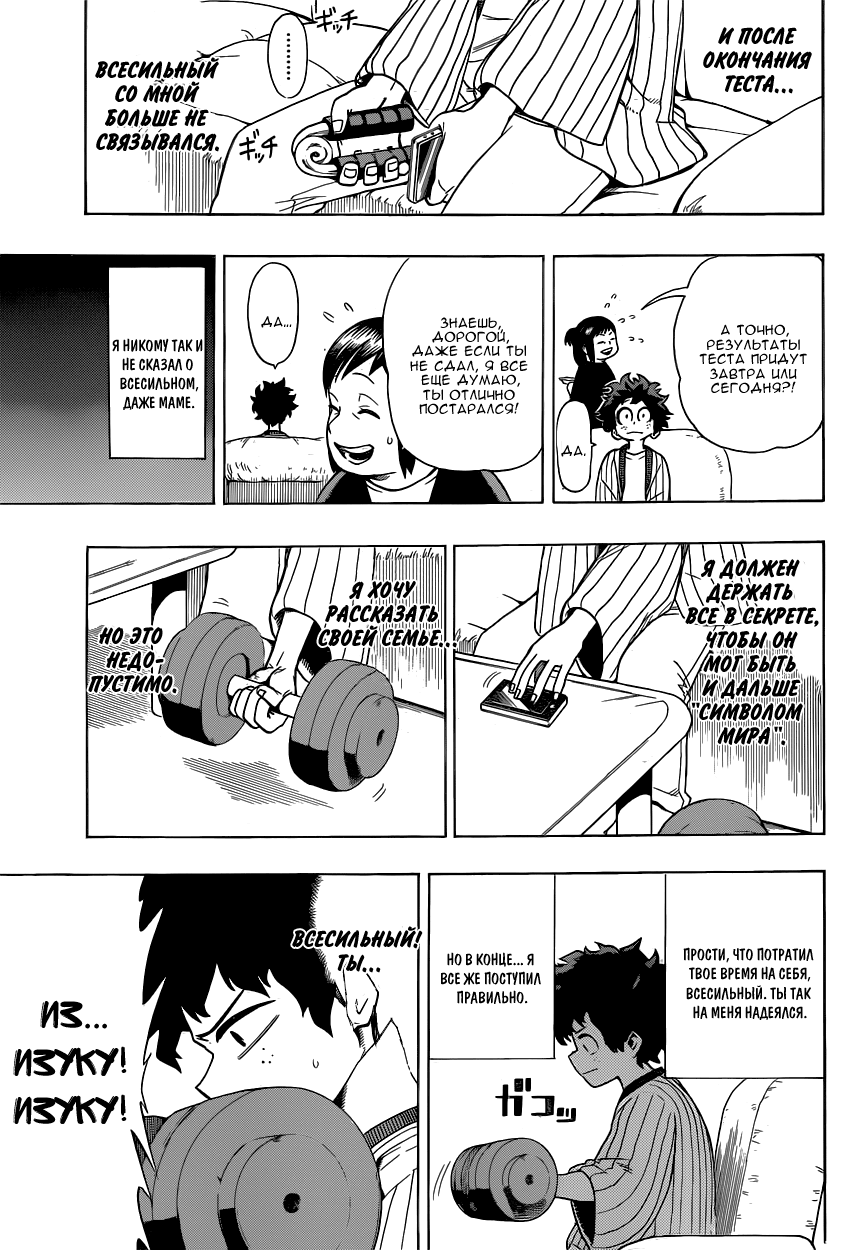 И ПОСЛЕ
ОКОНЧАНИЯ
ТЕСТА...
ギッチ
.........
ВСЕСИЛЬНЫЙ
СО МНОЙ
БОЛЬШЕ НЕ
СВЯЗЫВАЛСЯ.
ギッチ
А ТОЧНО,
РЕЗУЛЬТАТЫ
ТЕСТА ПРИДУТ
ЗАВТРА ИЛИ
СЕГОДНЯ?!
ДА.
ЗНАЕШЬ,
ДОРОГОЙ,
ДАЖЕ ЕСЛИ ТЫ
НЕ СДАЛ, Я ВСЕ
ЕЩЕ ДУМАЮ,
ТЫ ОТЛИЧНО
ПОСТАРАЛСЯ!
ДА...
Я НИКОМУ ТАК И
НЕ СКАЗАЛ О
ВСЕСИЛЬНОМ,
ДАЖЕ МАМЕ.
Я ДОЛЖЕН
ДЕРЖАТЬ
ВСЕ В СЕКРЕТЕ,
ЧТОБЫ ОН
МОГ БЫТЬ
И ДАЛЬШЕ
"СИМВОЛОМ
МИРА".
Я ХОЧУ
РАССКАЗАТЬ
СВОЕЙ СЕМЬЕ...
НО ЭТО
НЕДО-
ПУСТИМО.
ПРОСТИ, ЧТО ПОТРАТИЛ
ТВОЕ ВРЕМЯ НА СЕБЯ,
ВСЕСИЛЬНЫЙ. ТЫ ТАК
НА МЕНЯ НАДЕЯЛСЯ.
НО В КОНЦЕ... Я
ВСЕ ЖЕ ПОСТУПИЛ
ПРАВИЛЬНО.
ガコッ
ВСЕСИЛЬНЫЙ!
ТЫ...
ИЗ...
ИЗУКУ!
ИЗУКУ!